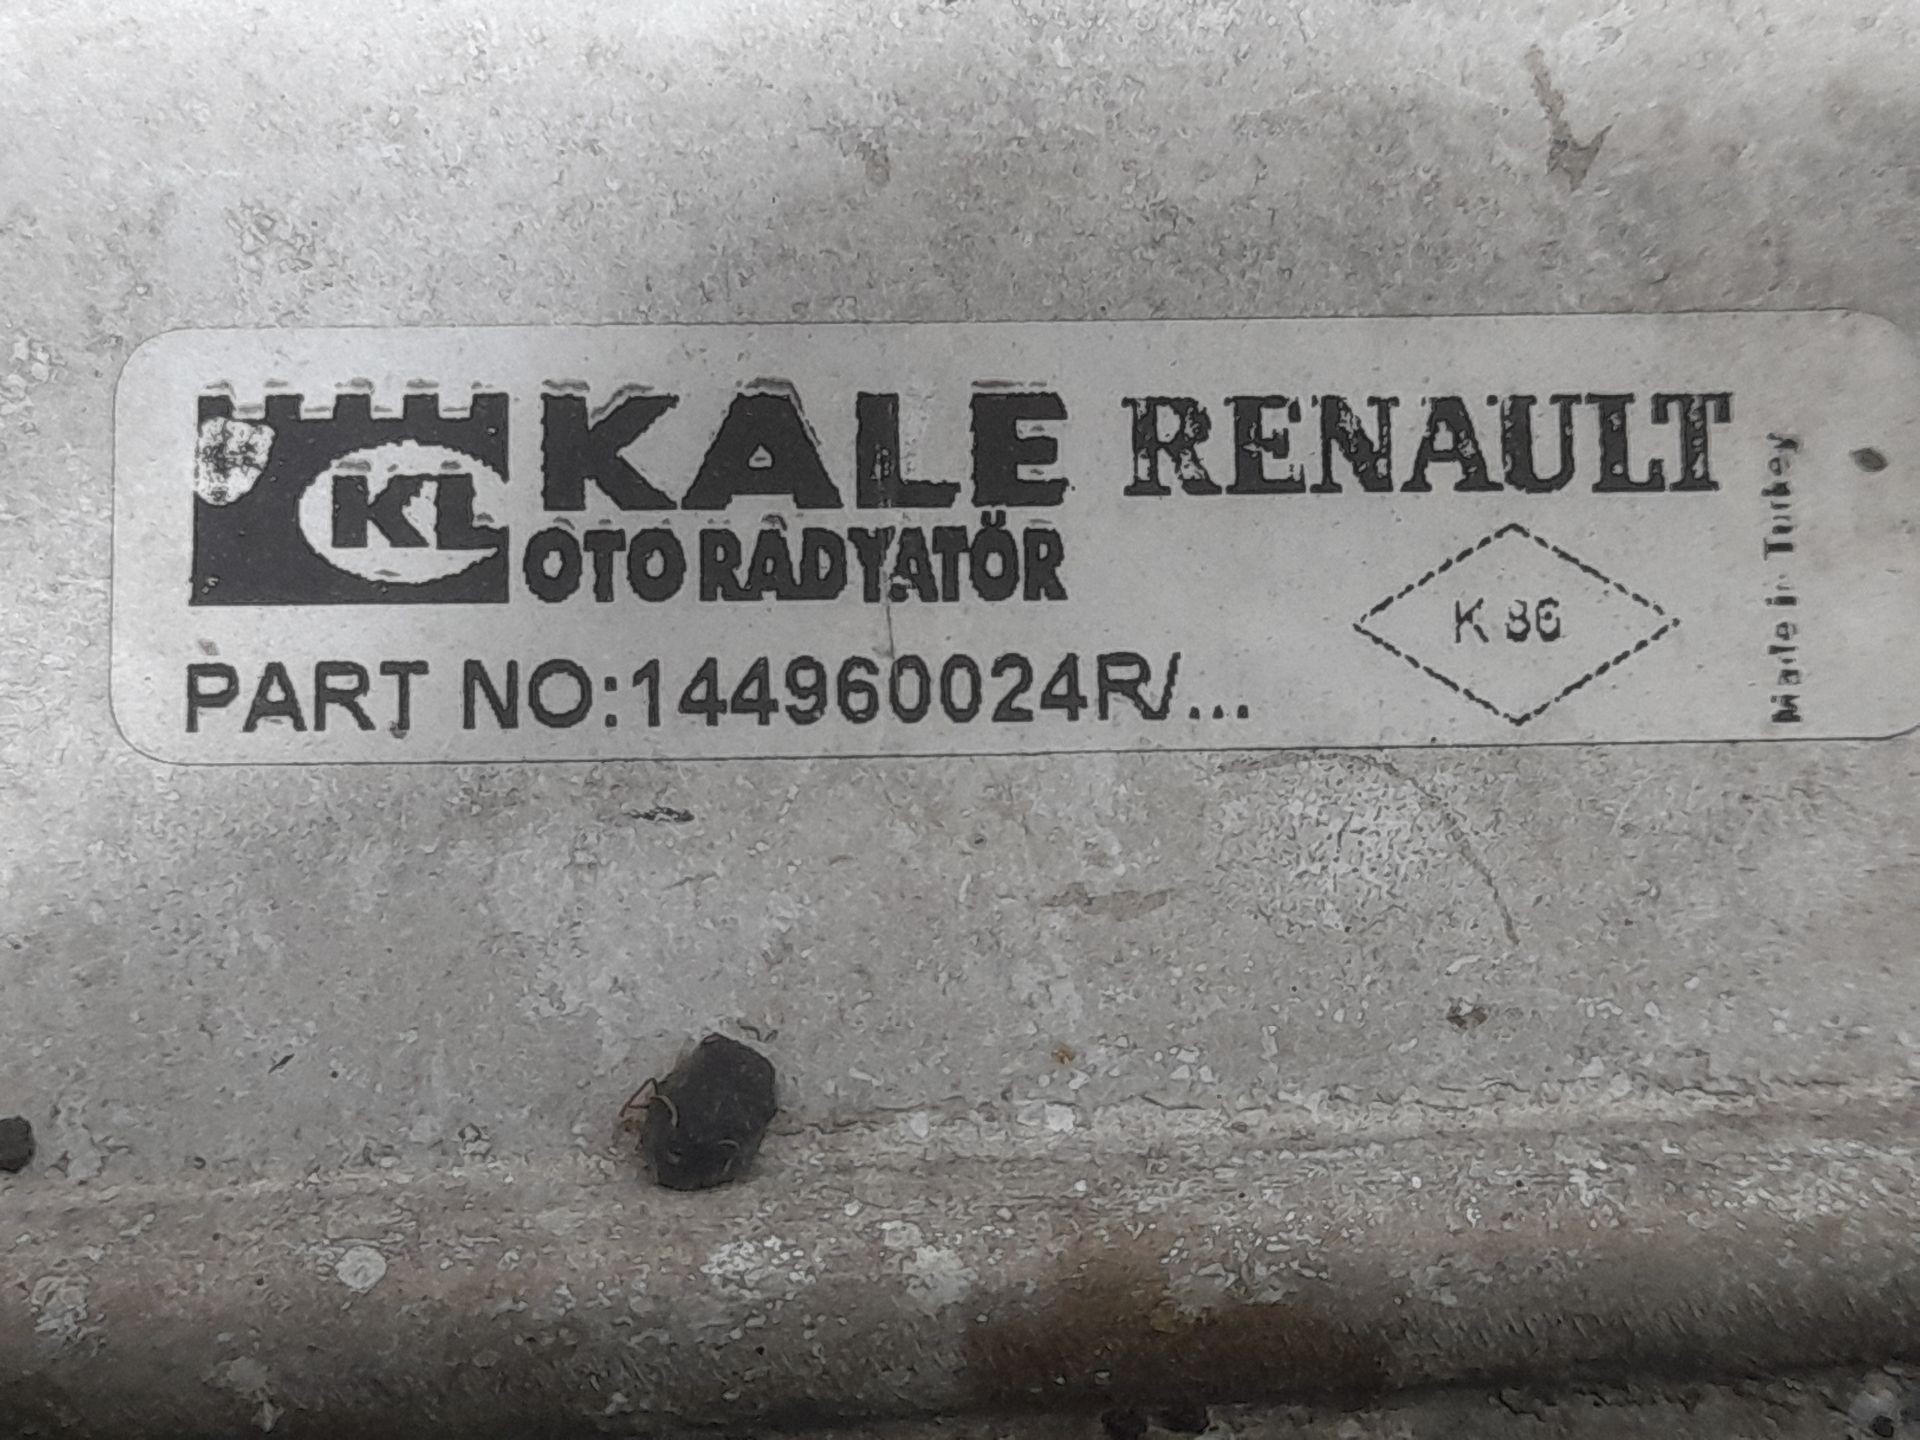 KL KALE RENAULT
OTO RADYATÖR
K 86
PART NO:144960024R/...
Made in Turkey